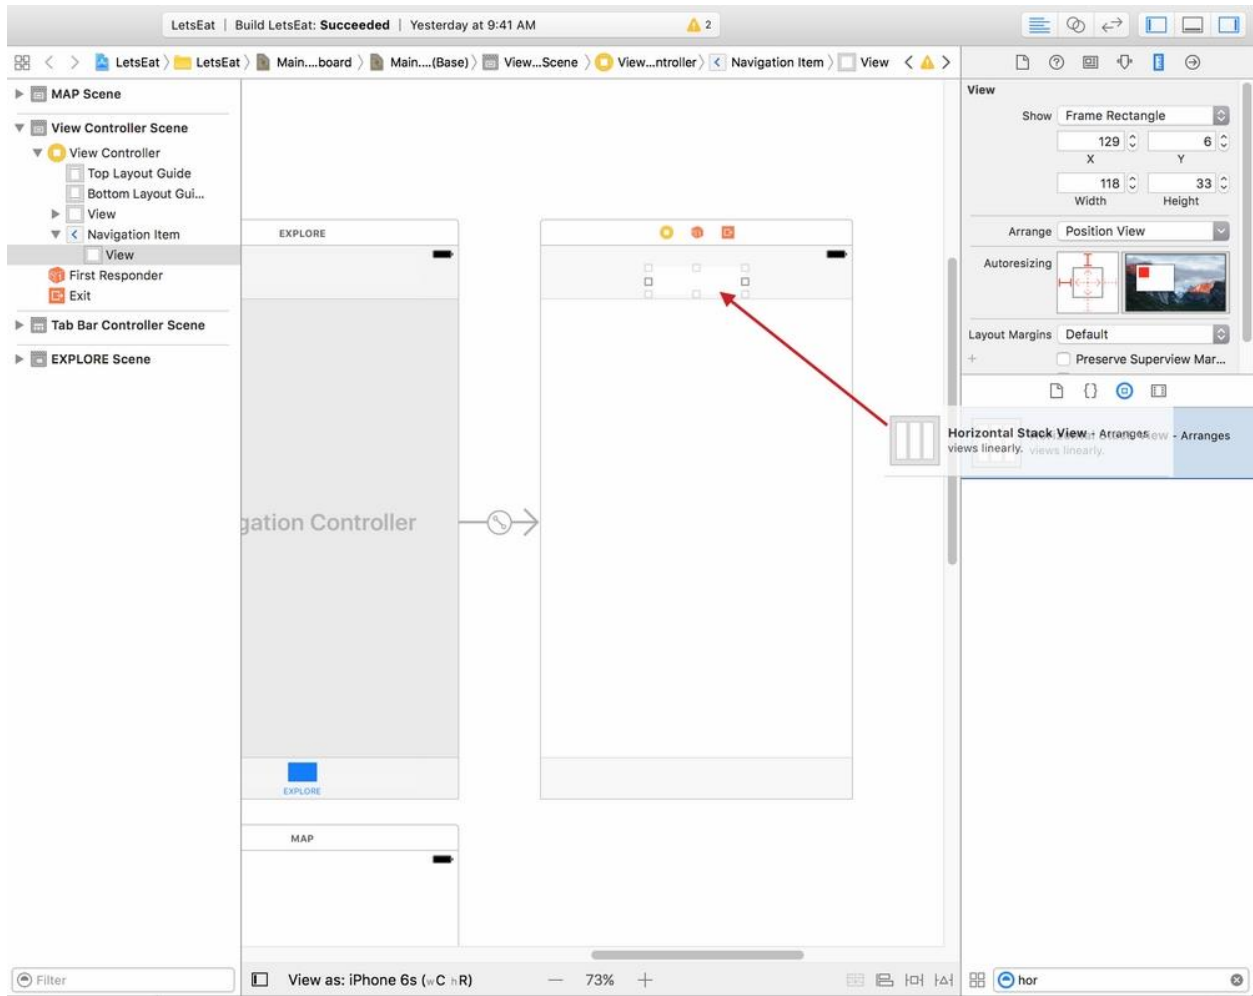 LetsEat | Build LetsEat: Succeeded | Yesterday at 9:41 AM
2
LetsEat
LetsEat
Main....board
Main....(Base)
View...Scene
View...ntroller
Navigation Item
View
MAP Scene
View Controller Scene
View Controller
Top Layout Guide
Bottom Layout Gui...
View
Navigation Item
View
First Responder
Exit
Tab Bar Controller Scene
EXPLORE Scene
Filter
EXPLORE
gation Controller
EXPLORE
MAP
View as: iPhone 6s (wC hR)
73%
View
Show Frame Rectangle
129 6
X Y
118 33
Width Height
Arrange Position View
Autoresizing
Layout Margins Default
Preserve Superview Mar...
Horizontal Stack View - Arranges
views linearly.
- Arranges
views linearly.
hor